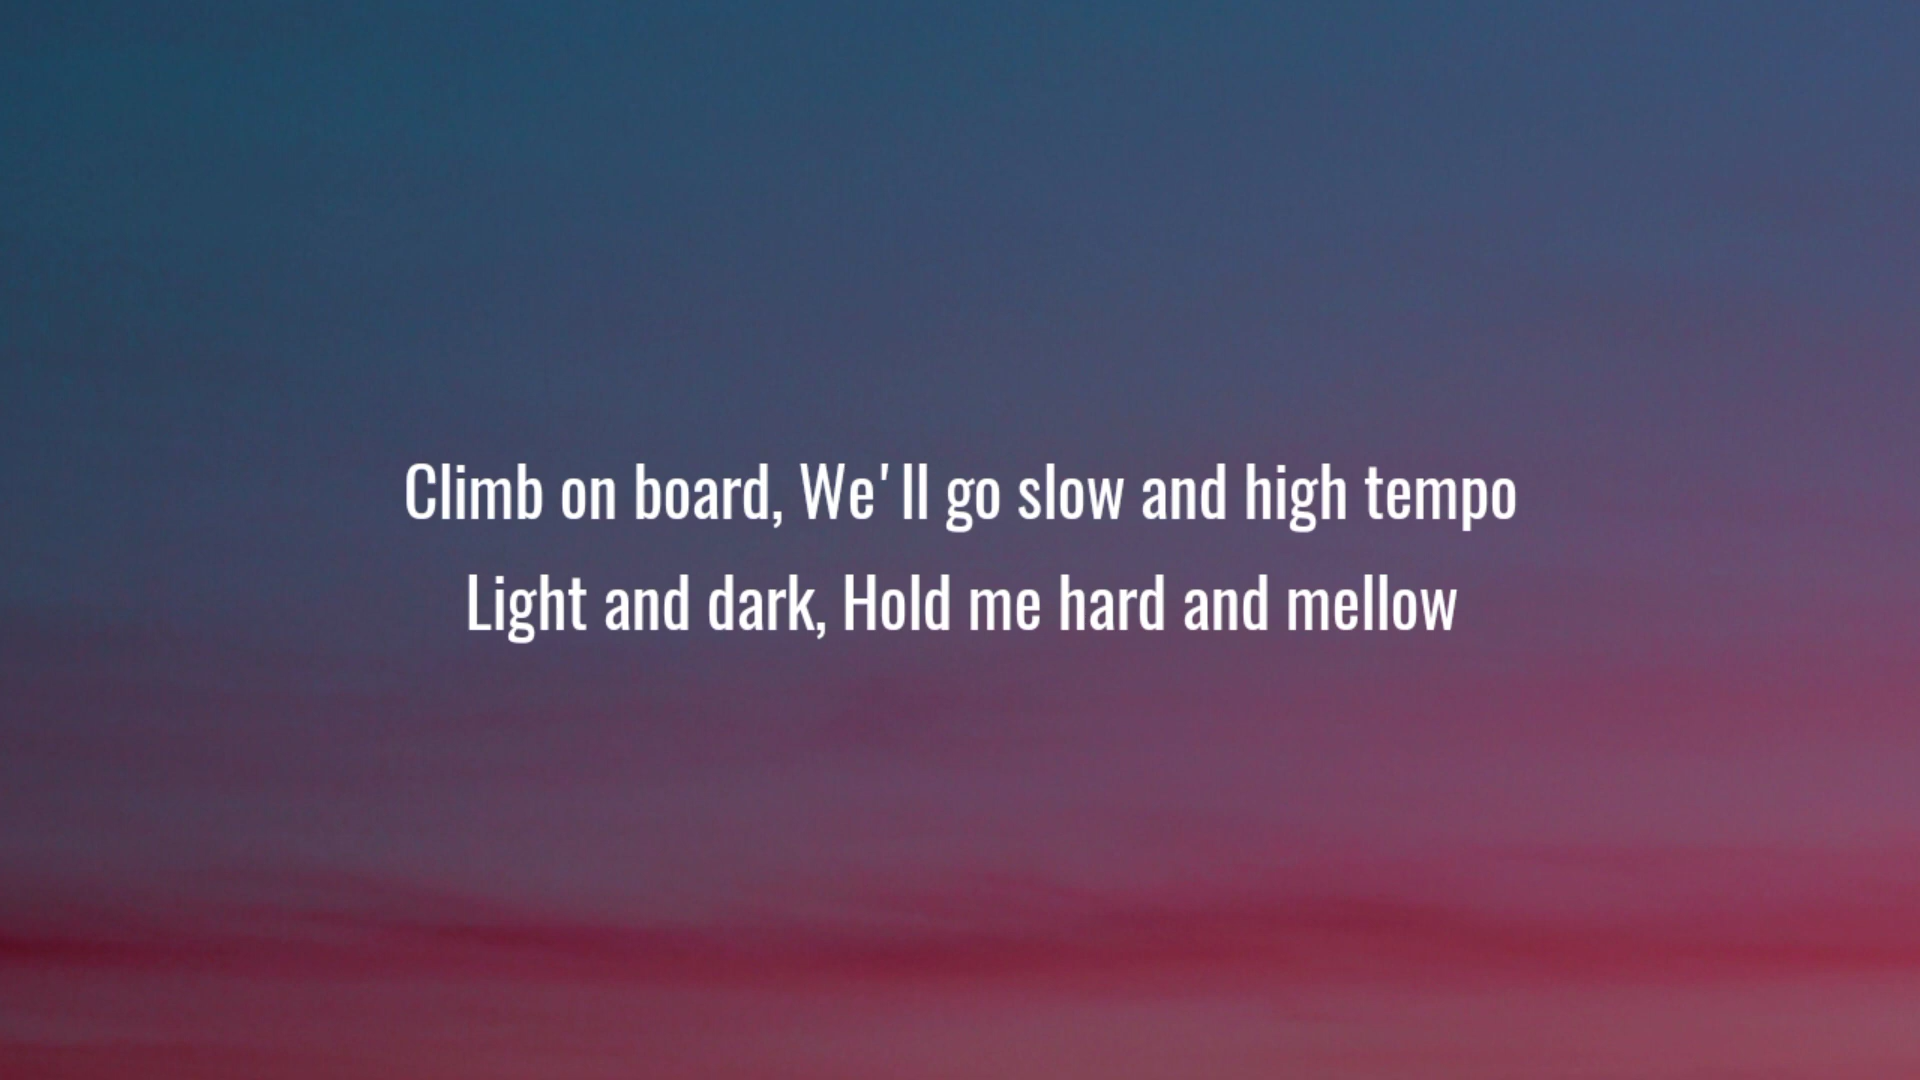 Climb on board, We'll go slow and high tempo
Light and dark, Hold me hard and mellow